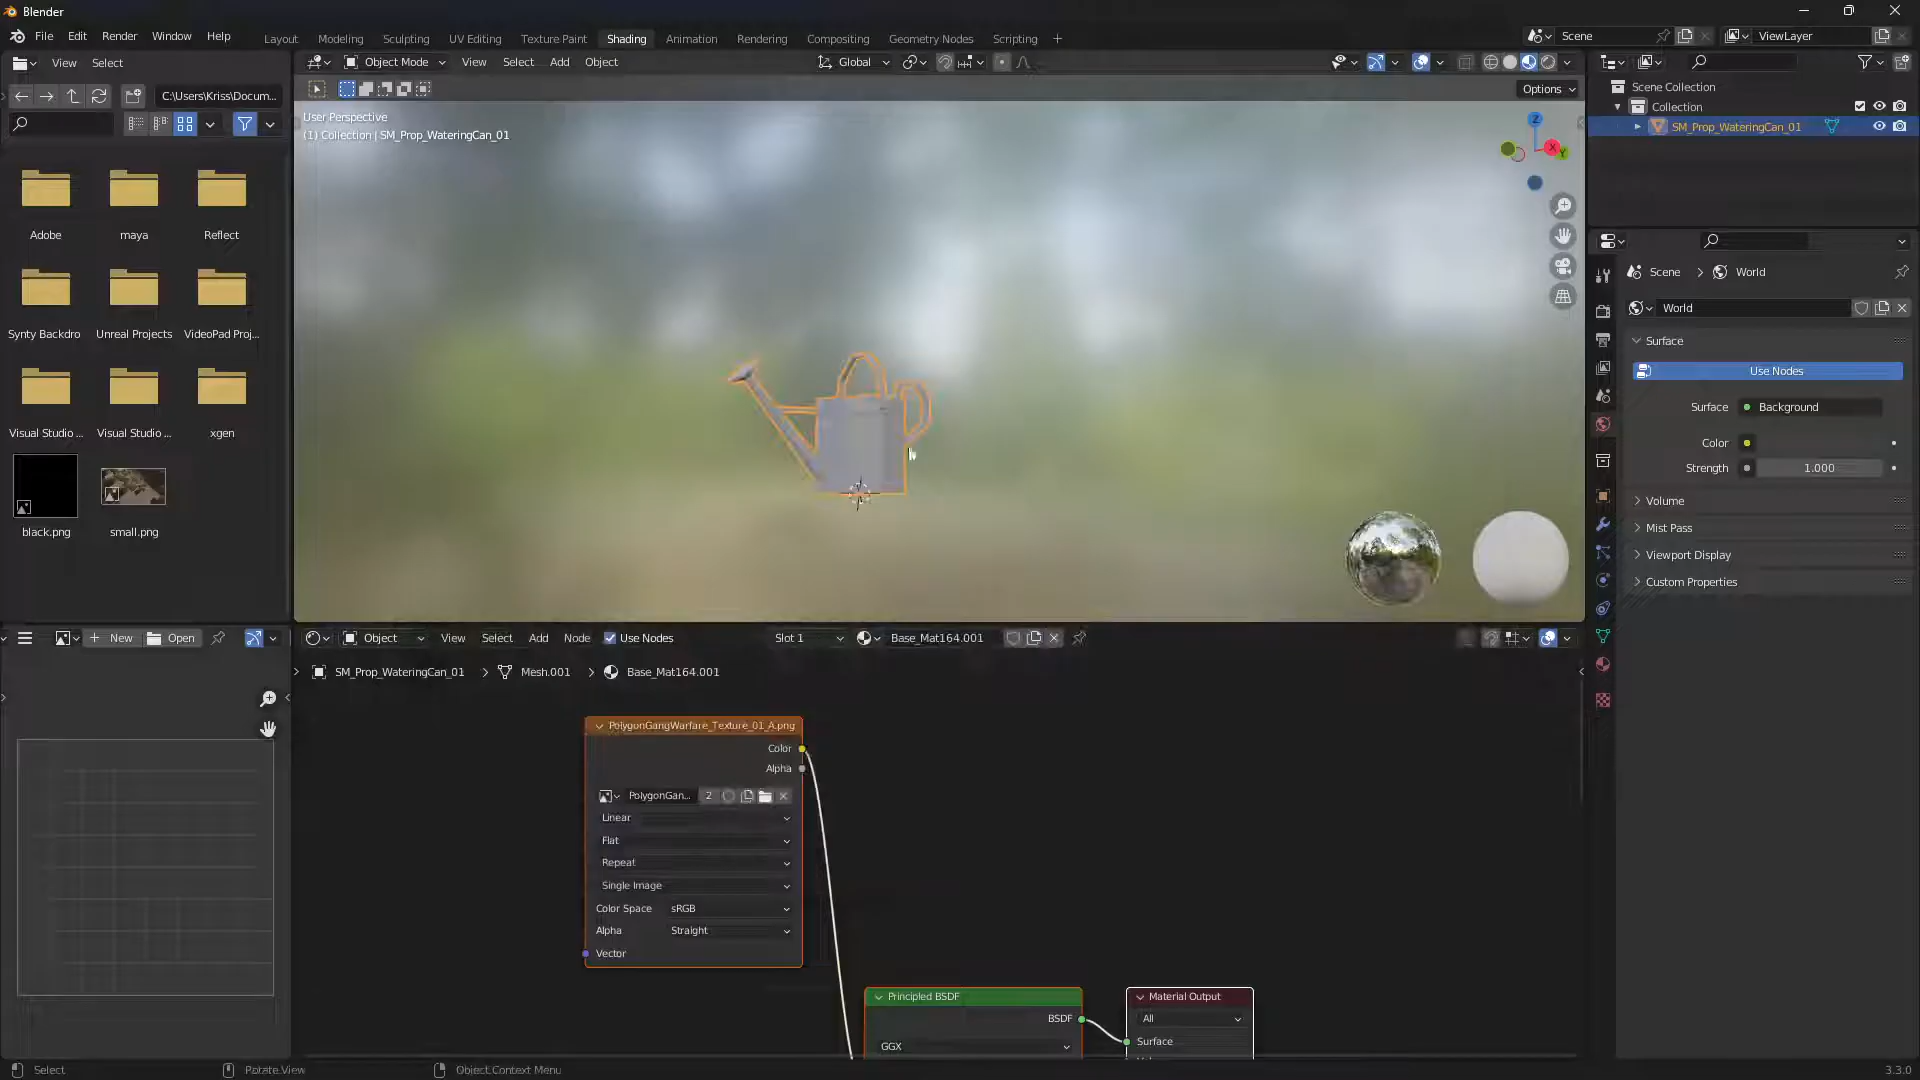 Blender
File Edit Render Window Help
Layout Modeling Sculpting UV Editing Texture Paint Shading Animation Rendering Compositing Geometry Nodes Scripting +
Scene
ViewLayer
View Select
Object Mode
View Select Add Object
Global
C:\Users\Kriss\Docum...
Options
User Perspective
(1) Collection | SM_Prop_WateringCan_01
Z
X
Y
Scene Collection
Collection
SM_Prop_WateringCan_01
Adobe
maya
Reflect
Synty Backdro
Unreal Projects
VideoPad Proj...
Visual Studio ...
Visual Studio ...
xgen
black.png
small.png
Scene > World
World
Surface
Use Nodes
Surface Background
Color
Strength 1.000
Volume
Mist Pass
Viewport Display
Custom Properties
New
Open
Object
View Select Add Node Use Nodes
Slot 1
Base_Mat164.001
SM_Prop_WateringCan_01 > Mesh.001 > Base_Mat164.001
PolygonGangWarfare_Texture_01_A.png
Color
Alpha
PolygonGan... 2
Linear
Flat
Repeat
Single Image
Color Space sRGB
Alpha Straight
Vector
Principled BSDF
BSDF
GGX
Material Output
All
Surface
Select
Rotate View
Object Context Menu
3.3.0